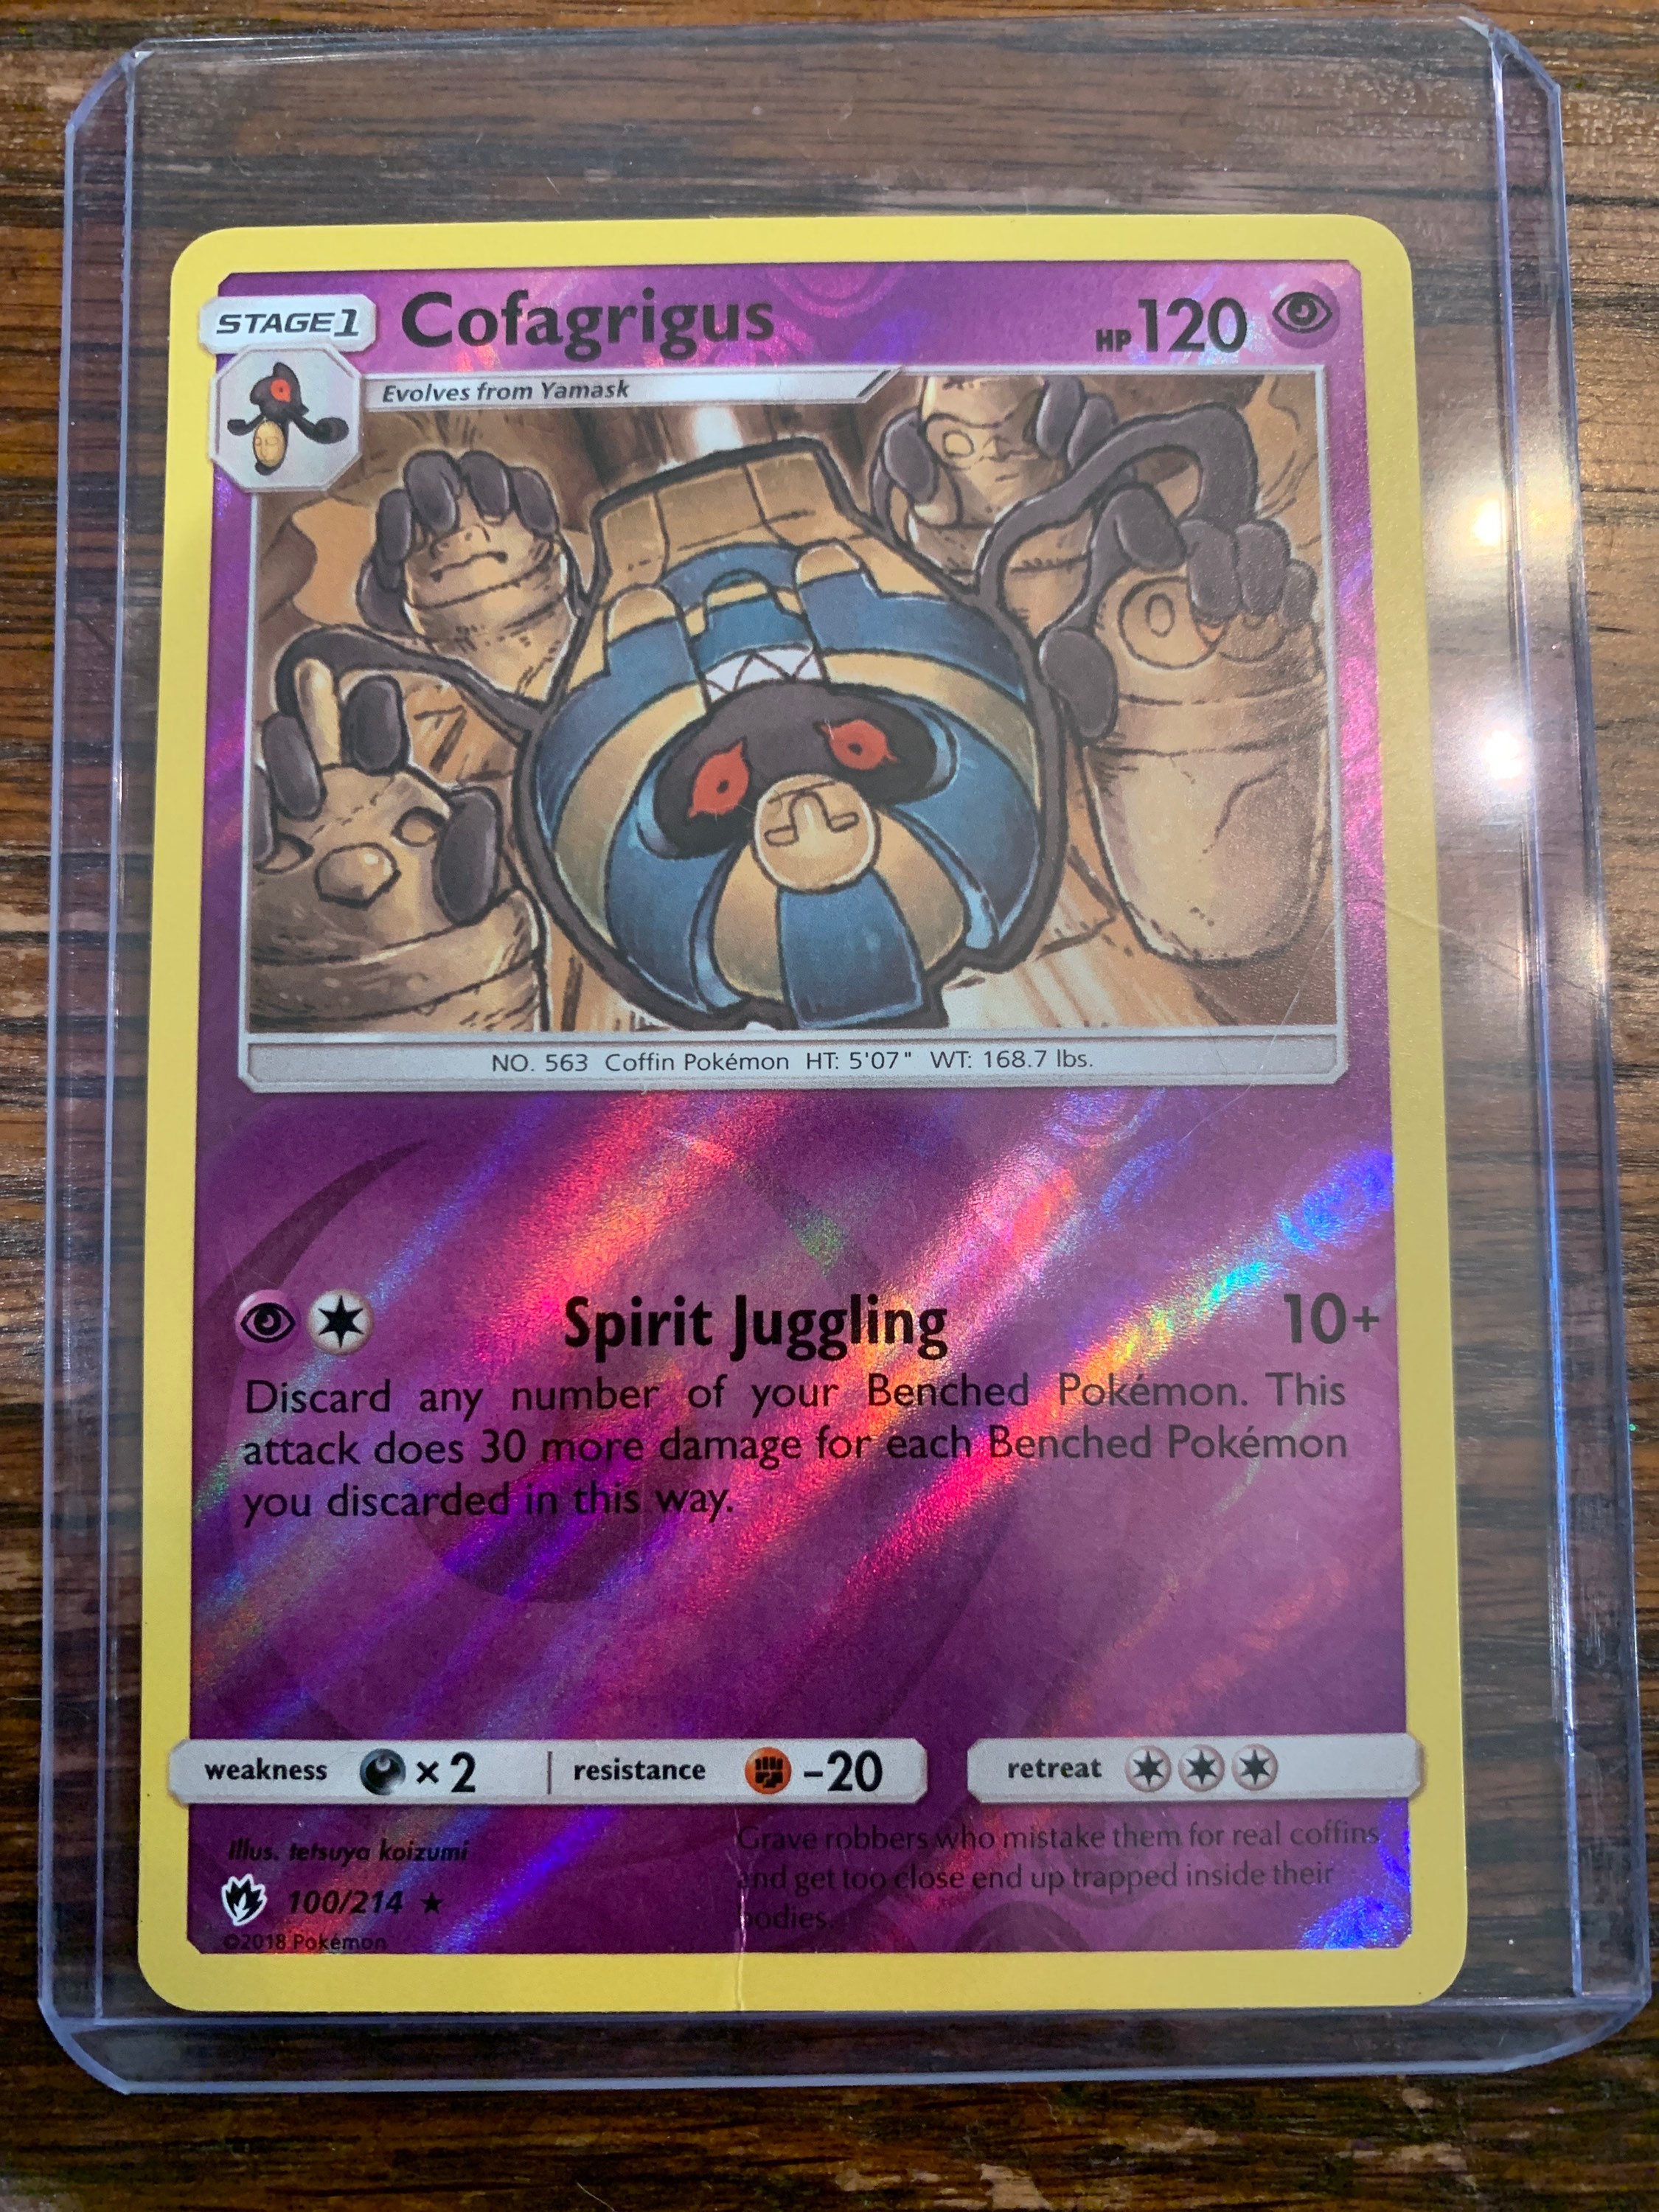 STAGE1
Cofagrigus
HP 120
Evolves from Yamask
NO. 563 Coffin Pokémon HT: 5'07" WT: 168.7 lbs.
Spirit Juggling 10+
Discard any number of your Benched Pokémon. This
attack does 30 more damage for each Benched Pokémon
you discarded in this way.
weakness ×2 resistance -20 retreat
Illus. tetsuya koizumi
100/214 ★
©2018 Pokémon
Grave robbers who mistake them for real coffins
and get too close end up trapped inside their
bodies.